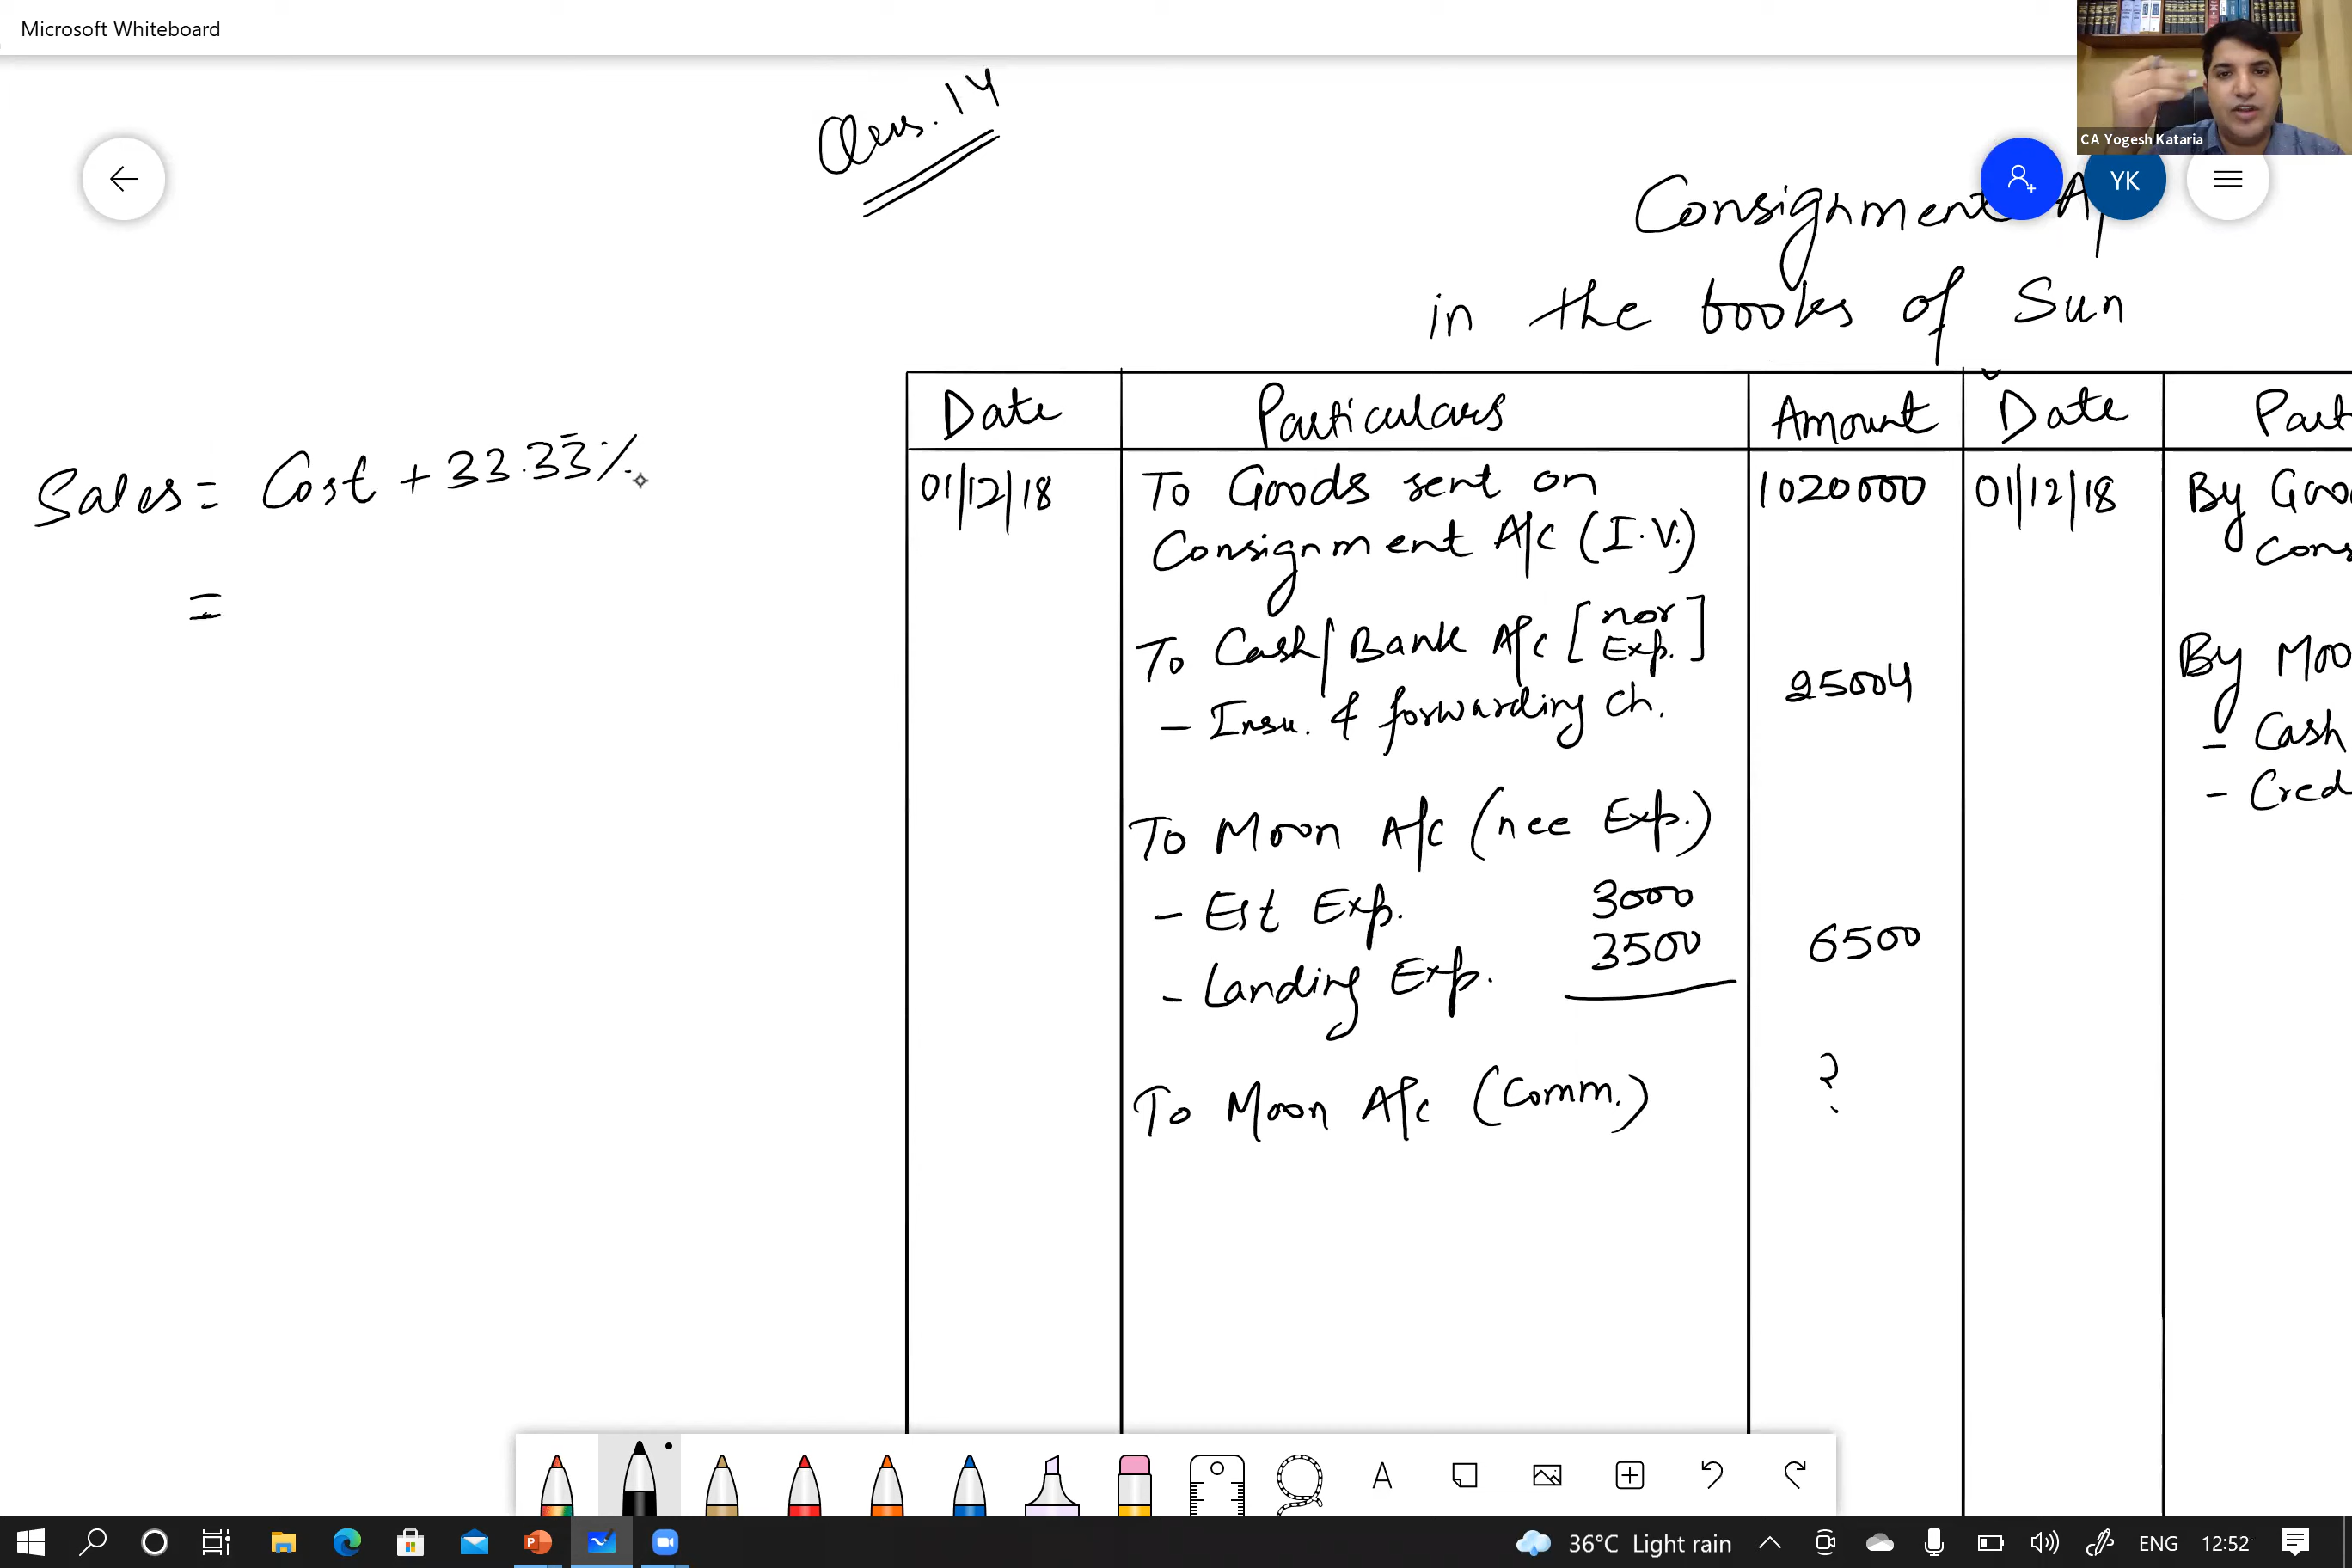 Microsoft Whiteboard
CA Yogesh Kataria
YK
Ques. 14
Consignment A/
in the books of Sun
Sales = Cost + 33.33%
=
Date Particulars Amount Date Part
01/12/18 To Goods sent on 1020000 01/12/18 By Goo
Consignment A/c (I.V.) Cons
To Cash/Bank A/c [nor Exp.] By Moo
- Insu. & forwarding Ch. 25004 - Cash
- Cred
To Moon A/c (nee Exp.)
- Est Exp. 3000
- Landing Exp. 3500 6500
To Moon A/c (Comm.) ?
A
36°C Light rain ENG 12:52